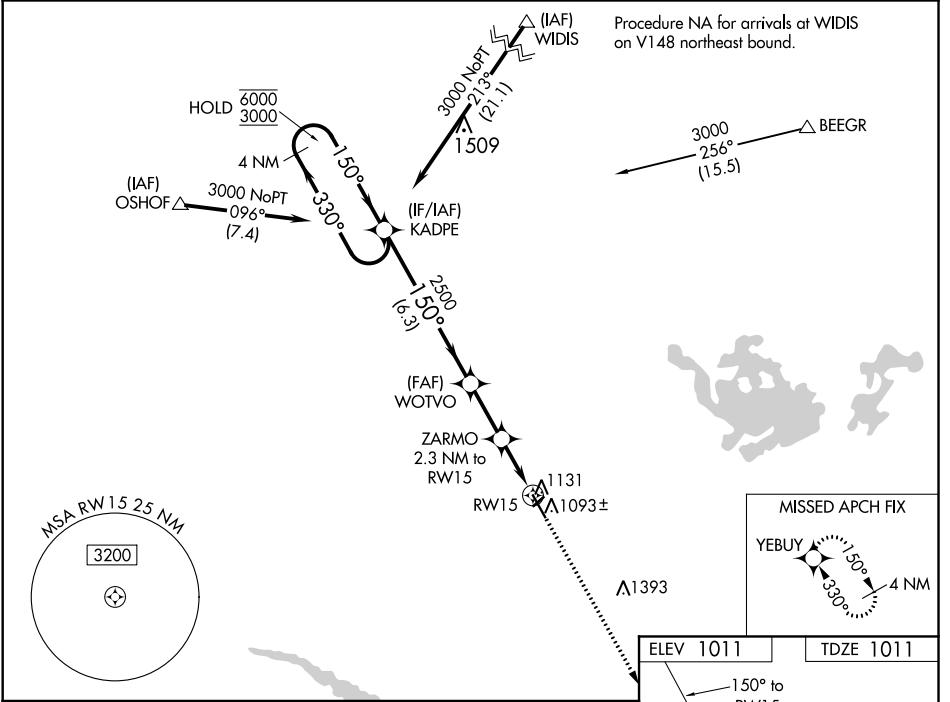 (IAF)
WIDIS
Procedure NA for arrivals at WIDIS
on V148 northeast bound.
3000 NoPT
213°
(21.1)
1509
HOLD 6000
3000
4 NM
150°
330°
3000
256°
(15.5)
BEEGR
(IAF)
OSHOF
3000 NoPT
096°
(7.4)
(IF/IAF)
KADPE
2500
150°
(6.3)
(FAF)
WOTVO
ZARMO
2.3 NM to
RW15
RW15
1131
1093±
1393
MSA RW15 25 NM
3200
MISSED APCH FIX
YEBUY
150°
330°
4 NM
ELEV 1011
TDZE 1011
150° to
RW15